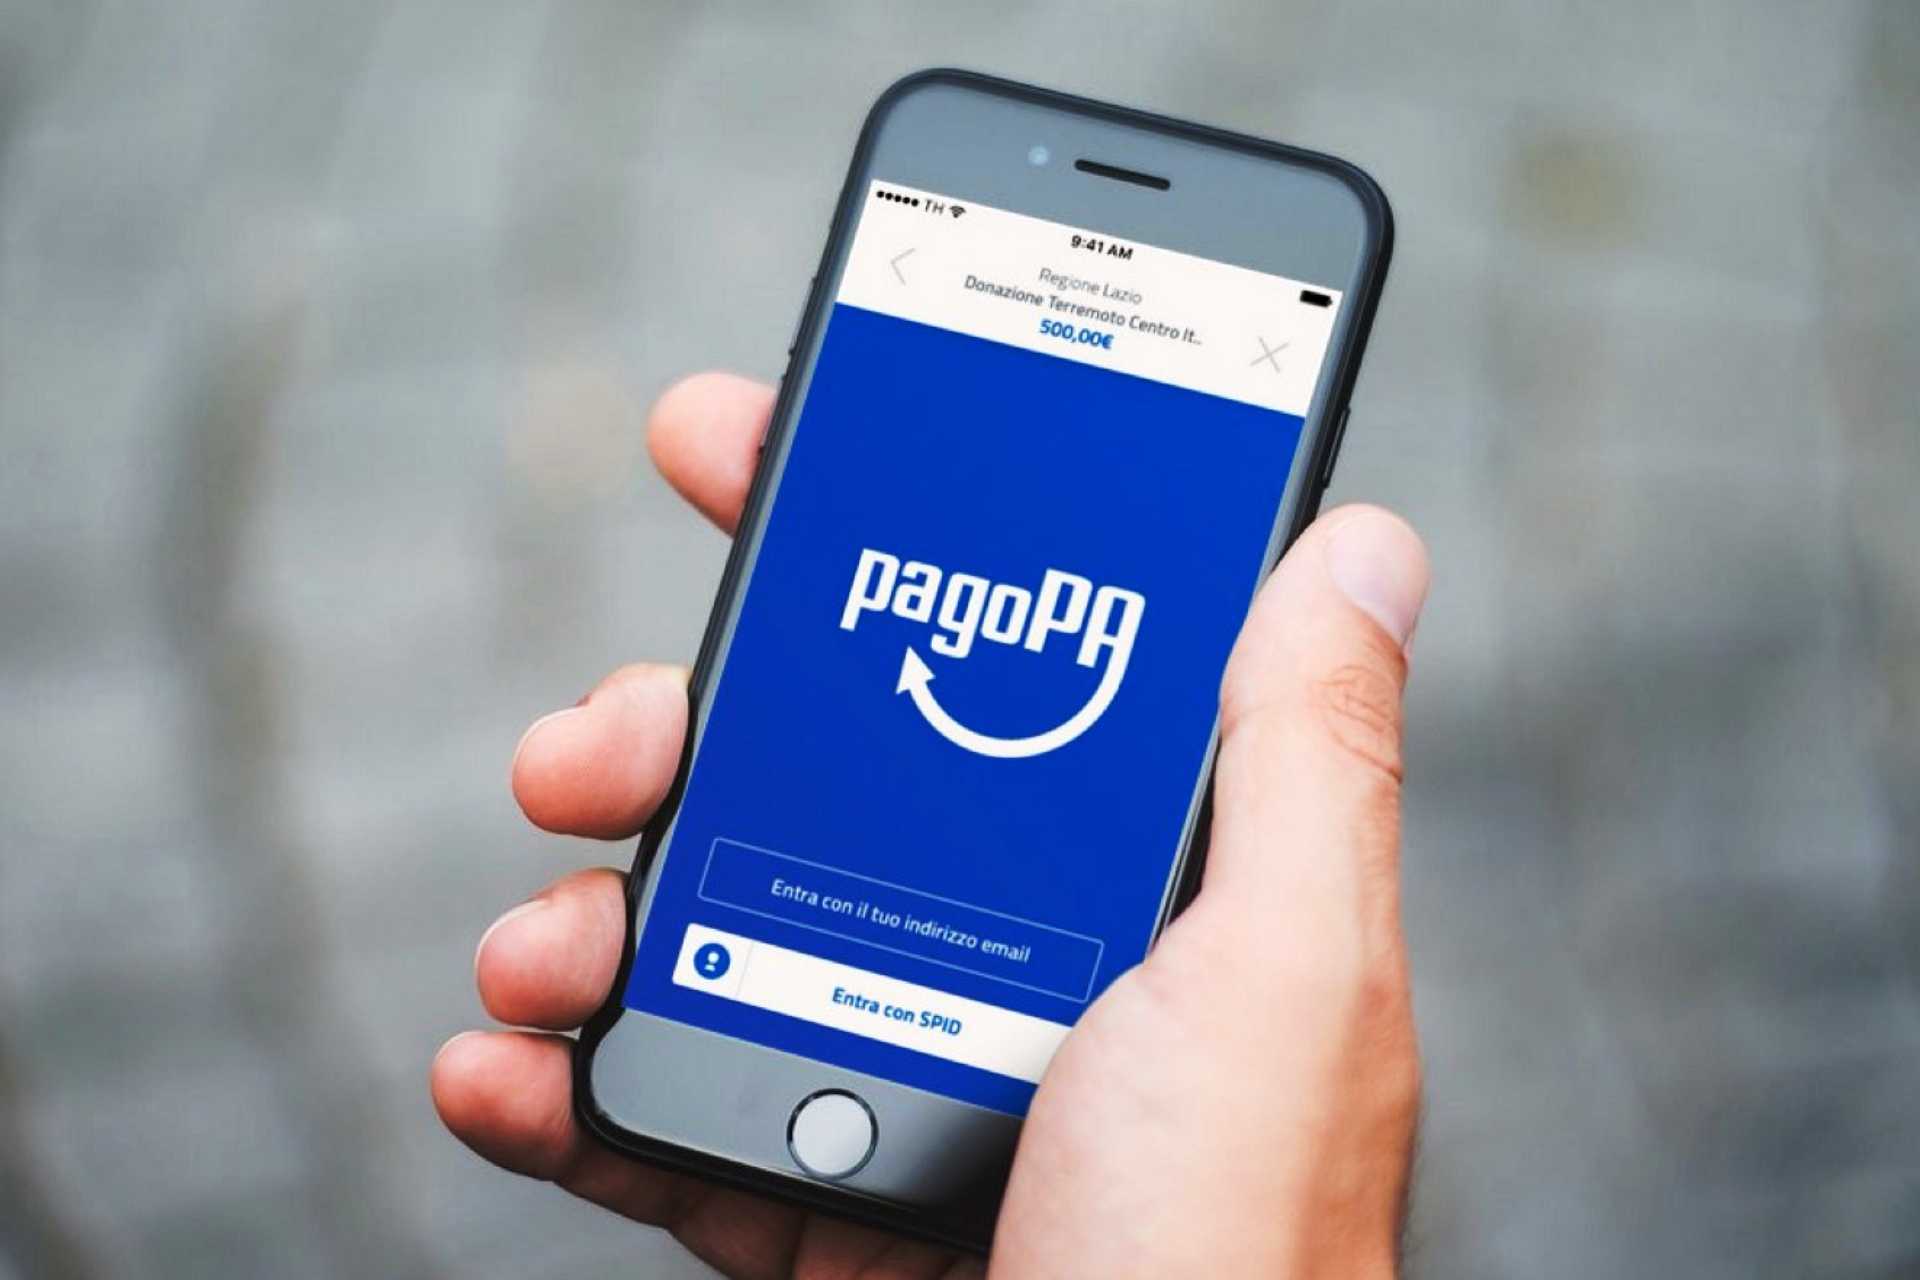 TH
9:41 AM
Regione Lazio
Donazione Terremoto Centro It..
500,00€
pagoPA
Entra con il tuo indirizzo email
Entra con SPID